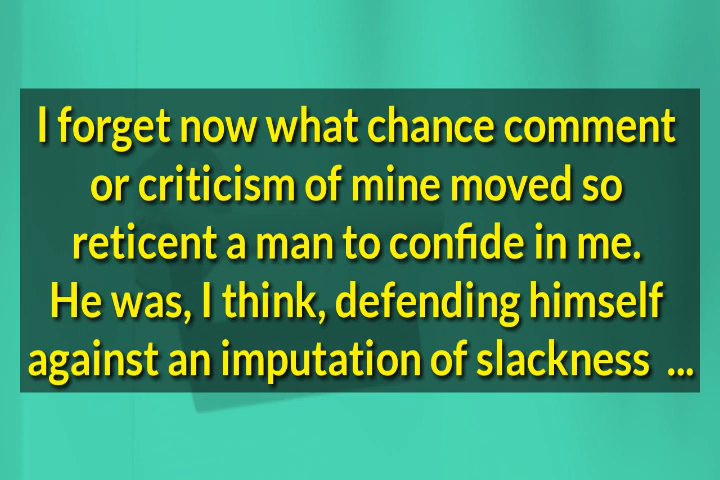 I forget now what chance comment
or criticism of mine moved so
reticent a man to confide in me.
He was, I think, defending himself
against an imputation of slackness ...